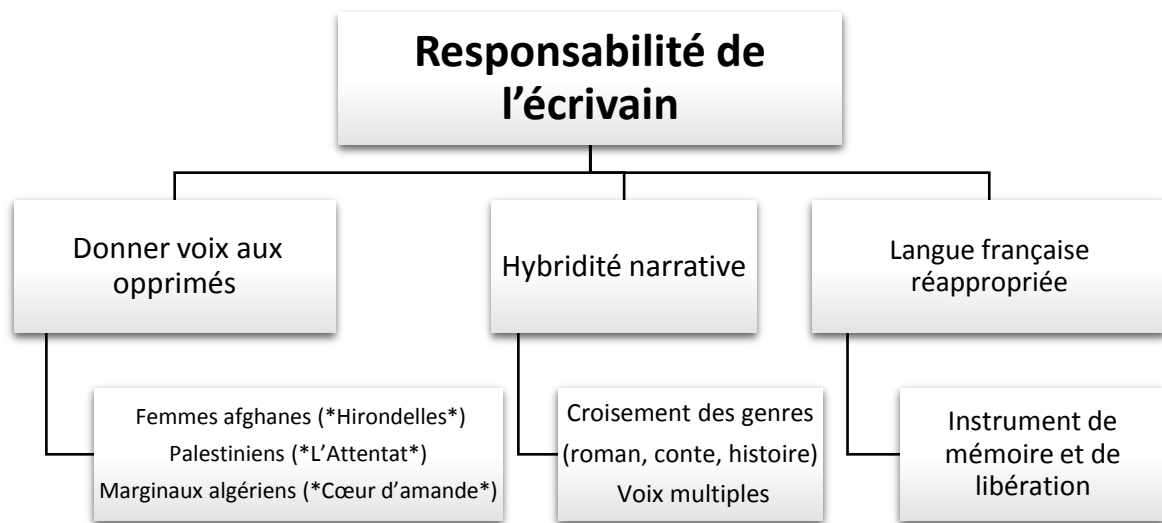 Responsabilité de
l’écrivain
Donner voix aux
opprimés
Hybridité narrative
Langue française
réappropriée
Femmes afghanes (*Hirondelles*)
Palestiniens (*L’Attentat*)
Marginaux algériens (*Cœur d’amande*)
Croisement des genres
(roman, conte, histoire)
Voix multiples
Instrument de
mémoire et de
libération